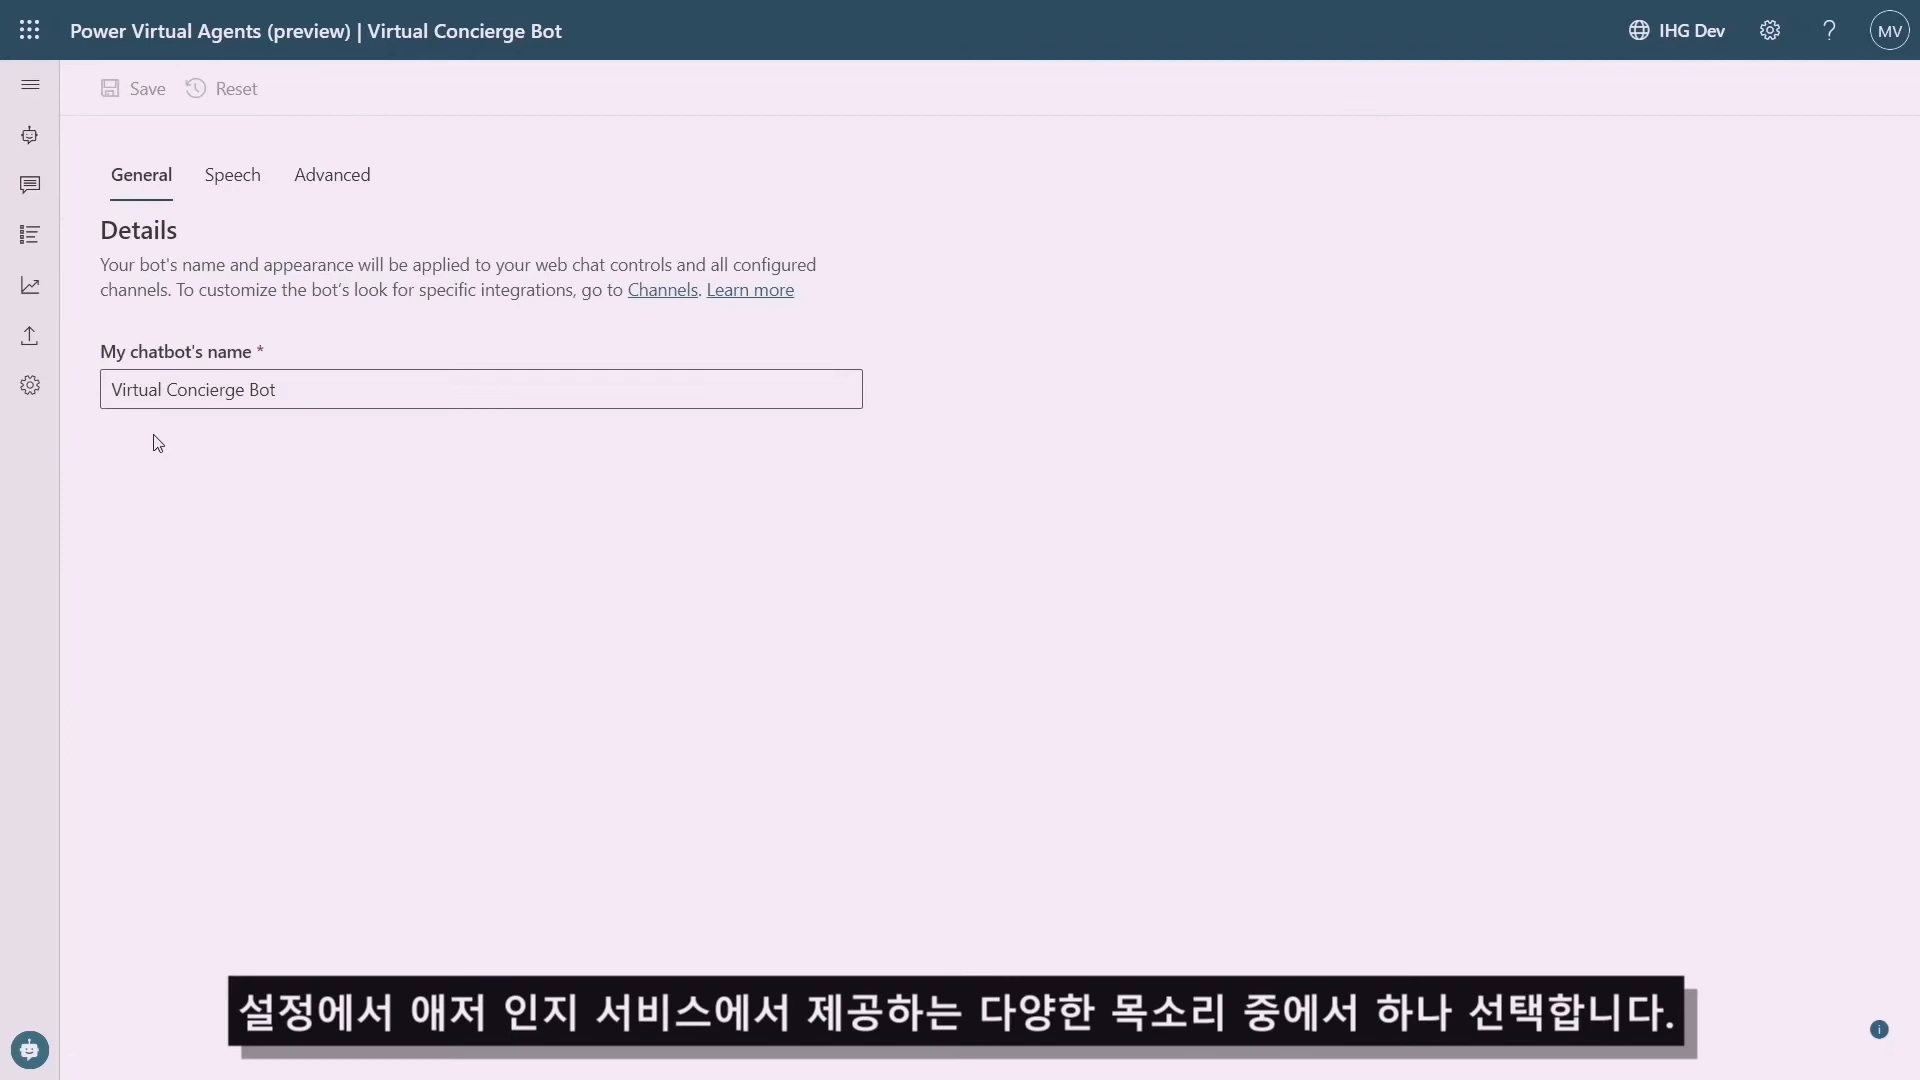 Power Virtual Agents (preview) | Virtual Concierge Bot
IHG Dev
?
MV
Save
Reset
General
Speech
Advanced
Details
Your bot's name and appearance will be applied to your web chat controls and all configured
channels. To customize the bot's look for specific integrations, go to Channels. Learn more
My chatbot's name *
Virtual Concierge Bot
설정에서 애저 인지 서비스에서 제공하는 다양한 목소리 중에서 하나 선택합니다.
i